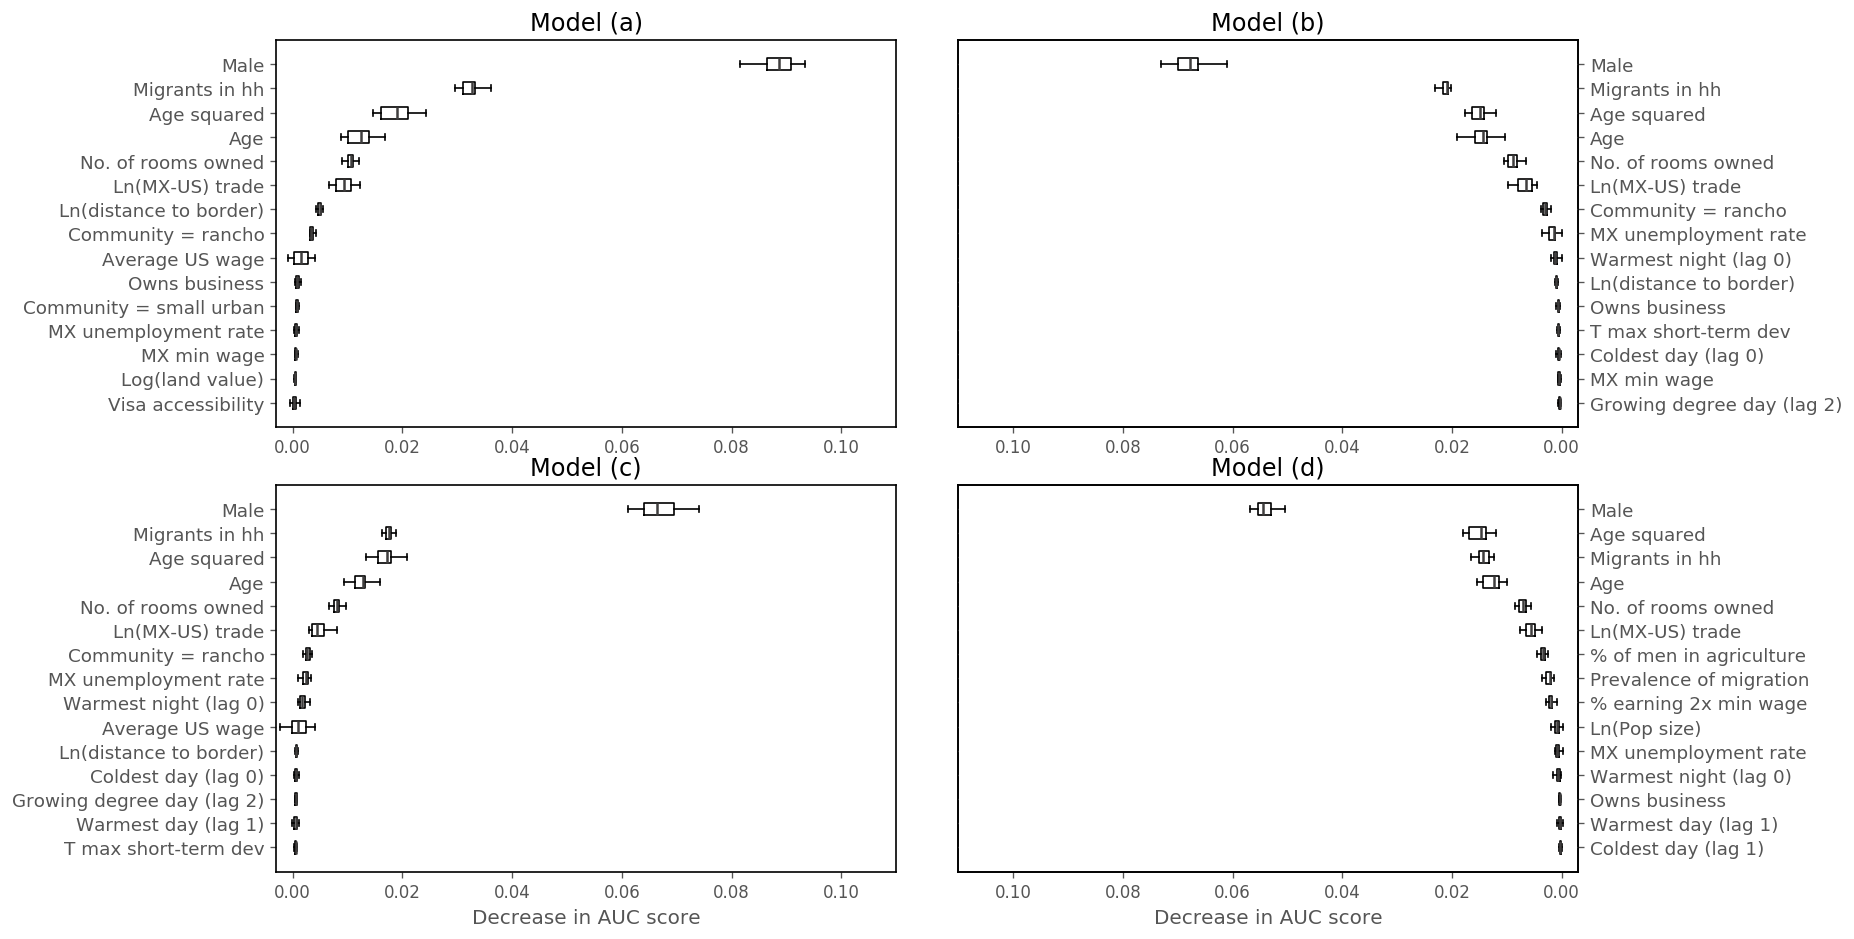 Model (a)
Male
Migrants in hh
Age squared
Age
No. of rooms owned
Ln(MX-US) trade
Ln(distance to border)
Community = rancho
Average US wage
Owns business
Community = small urban
MX unemployment rate
MX min wage
Log(land value)
Visa accessibility
0.00 0.02 0.04 0.06 0.08 0.10
Model (b)
Male
Migrants in hh
Age squared
Age
No. of rooms owned
Ln(MX-US) trade
Community = rancho
MX unemployment rate
Warmest night (lag 0)
Ln(distance to border)
Owns business
T max short-term dev
Coldest day (lag 0)
MX min wage
Growing degree day (lag 2)
0.10 0.08 0.06 0.04 0.02 0.00
Model (c)
Male
Migrants in hh
Age squared
Age
No. of rooms owned
Ln(MX-US) trade
Community = rancho
MX unemployment rate
Warmest night (lag 0)
Average US wage
Ln(distance to border)
Coldest day (lag 0)
Growing degree day (lag 2)
Warmest day (lag 1)
T max short-term dev
0.00 0.02 0.04 0.06 0.08 0.10
Decrease in AUC score
Model (d)
Male
Age squared
Migrants in hh
Age
No. of rooms owned
Ln(MX-US) trade
% of men in agriculture
Prevalence of migration
% earning 2x min wage
Ln(Pop size)
MX unemployment rate
Warmest night (lag 0)
Owns business
Warmest day (lag 1)
Coldest day (lag 1)
0.10 0.08 0.06 0.04 0.02 0.00
Decrease in AUC score